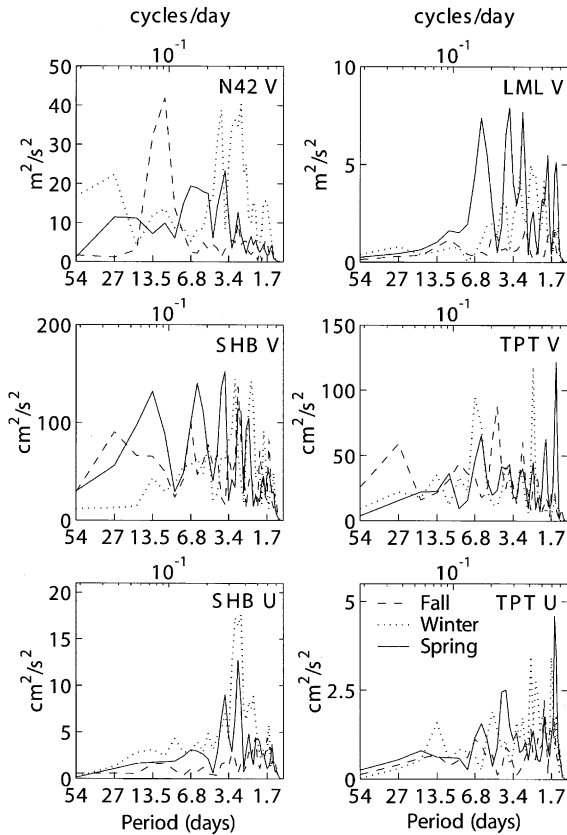 cycles/day cycles/day
10⁻¹ 10⁻¹
50 N42 V 10 LML V
40
30
m²/s² m²/s²
5
20
10
0 0
54 27 13.5 6.8 3.4 1.7 54 27 13.5 6.8 3.4 1.7
10⁻¹ 10⁻¹
200 SHB V 150 TPT V
100
cm²/s² 100 cm²/s²
50
0 0
54 27 13.5 6.8 3.4 1.7 54 27 13.5 6.8 3.4 1.7
10⁻¹ 10⁻¹
20 SHB U 5 Fall TPT U
Winter
15 Spring
cm²/s² cm²/s²
10 2.5
5
0 0
54 27 13.5 6.8 3.4 1.7 54 27 13.5 6.8 3.4 1.7
Period (days) Period (days)